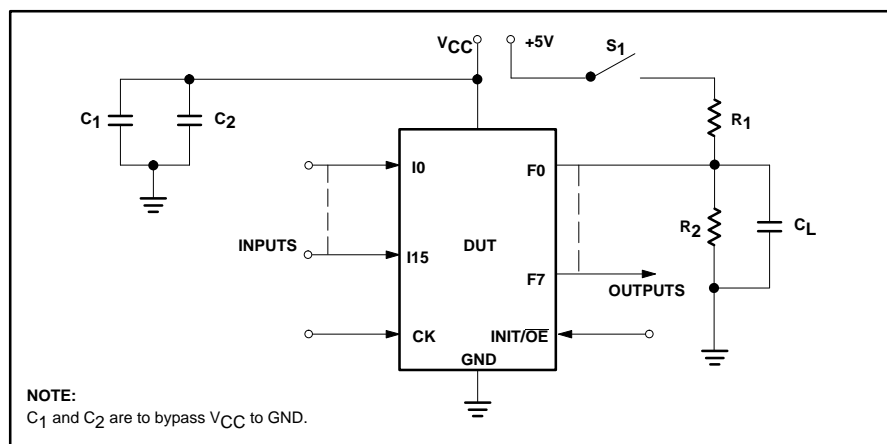 VCC +5V S1
C1 C2 R1
I0 F0
INPUTS I15 DUT R2 CL
F7 OUTPUTS
CK INIT/OE
GND
NOTE:
C1 and C2 are to bypass VCC to GND.